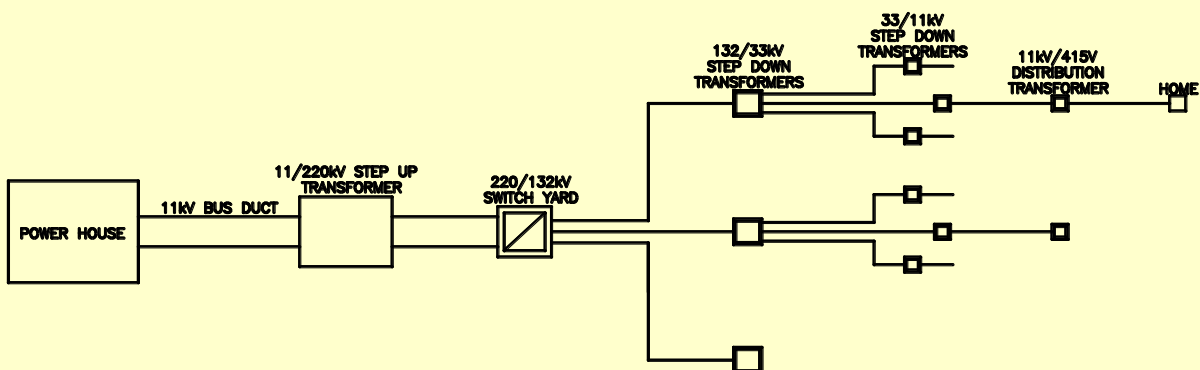 POWER HOUSE
11kV BUS DUCT
11/220kV STEP UP
TRANSFORMER
220/132kV
SWITCH YARD
132/33kV
STEP DOWN
TRANSFORMERS
33/11kV
STEP DOWN
TRANSFORMERS
11kV/415V
DISTRIBUTION
TRANSFORMER
HOME